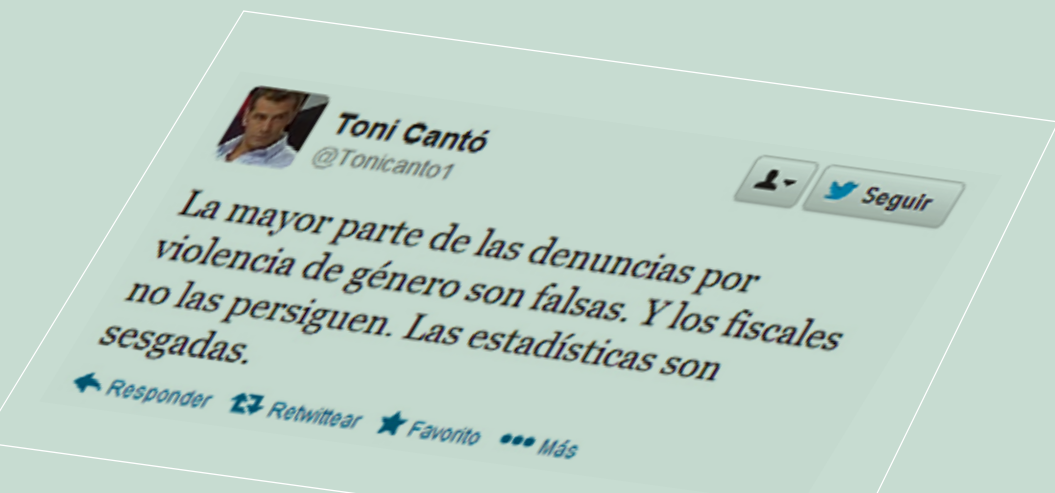 Toni Cantó
@Tonicanto1
Seguir
La mayor parte de las denuncias por
violencia de género son falsas. Y los fiscales
no las persiguen. Las estadísticas son
sesgadas.
Responder Retwittear Favorito Más